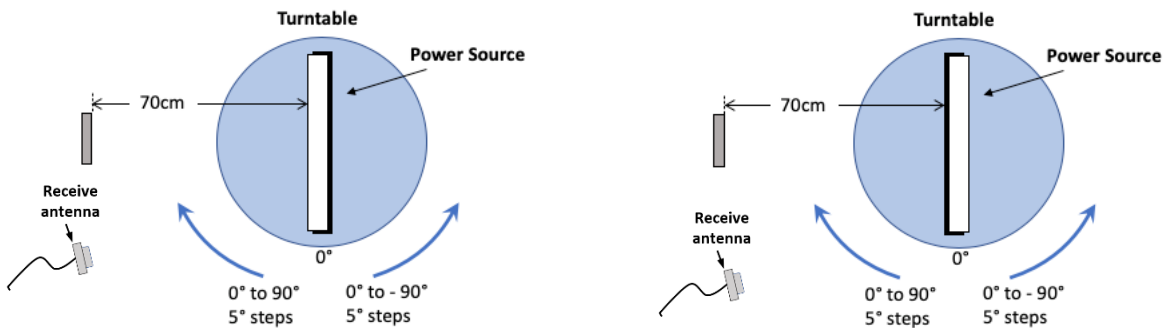 Turntable
Power Source
70cm
Receive
antenna
0°
0° to 90°
5° steps
0° to - 90°
5° steps
Turntable
Power Source
70cm
Receive
antenna
0°
0° to 90°
5° steps
0° to - 90°
5° steps